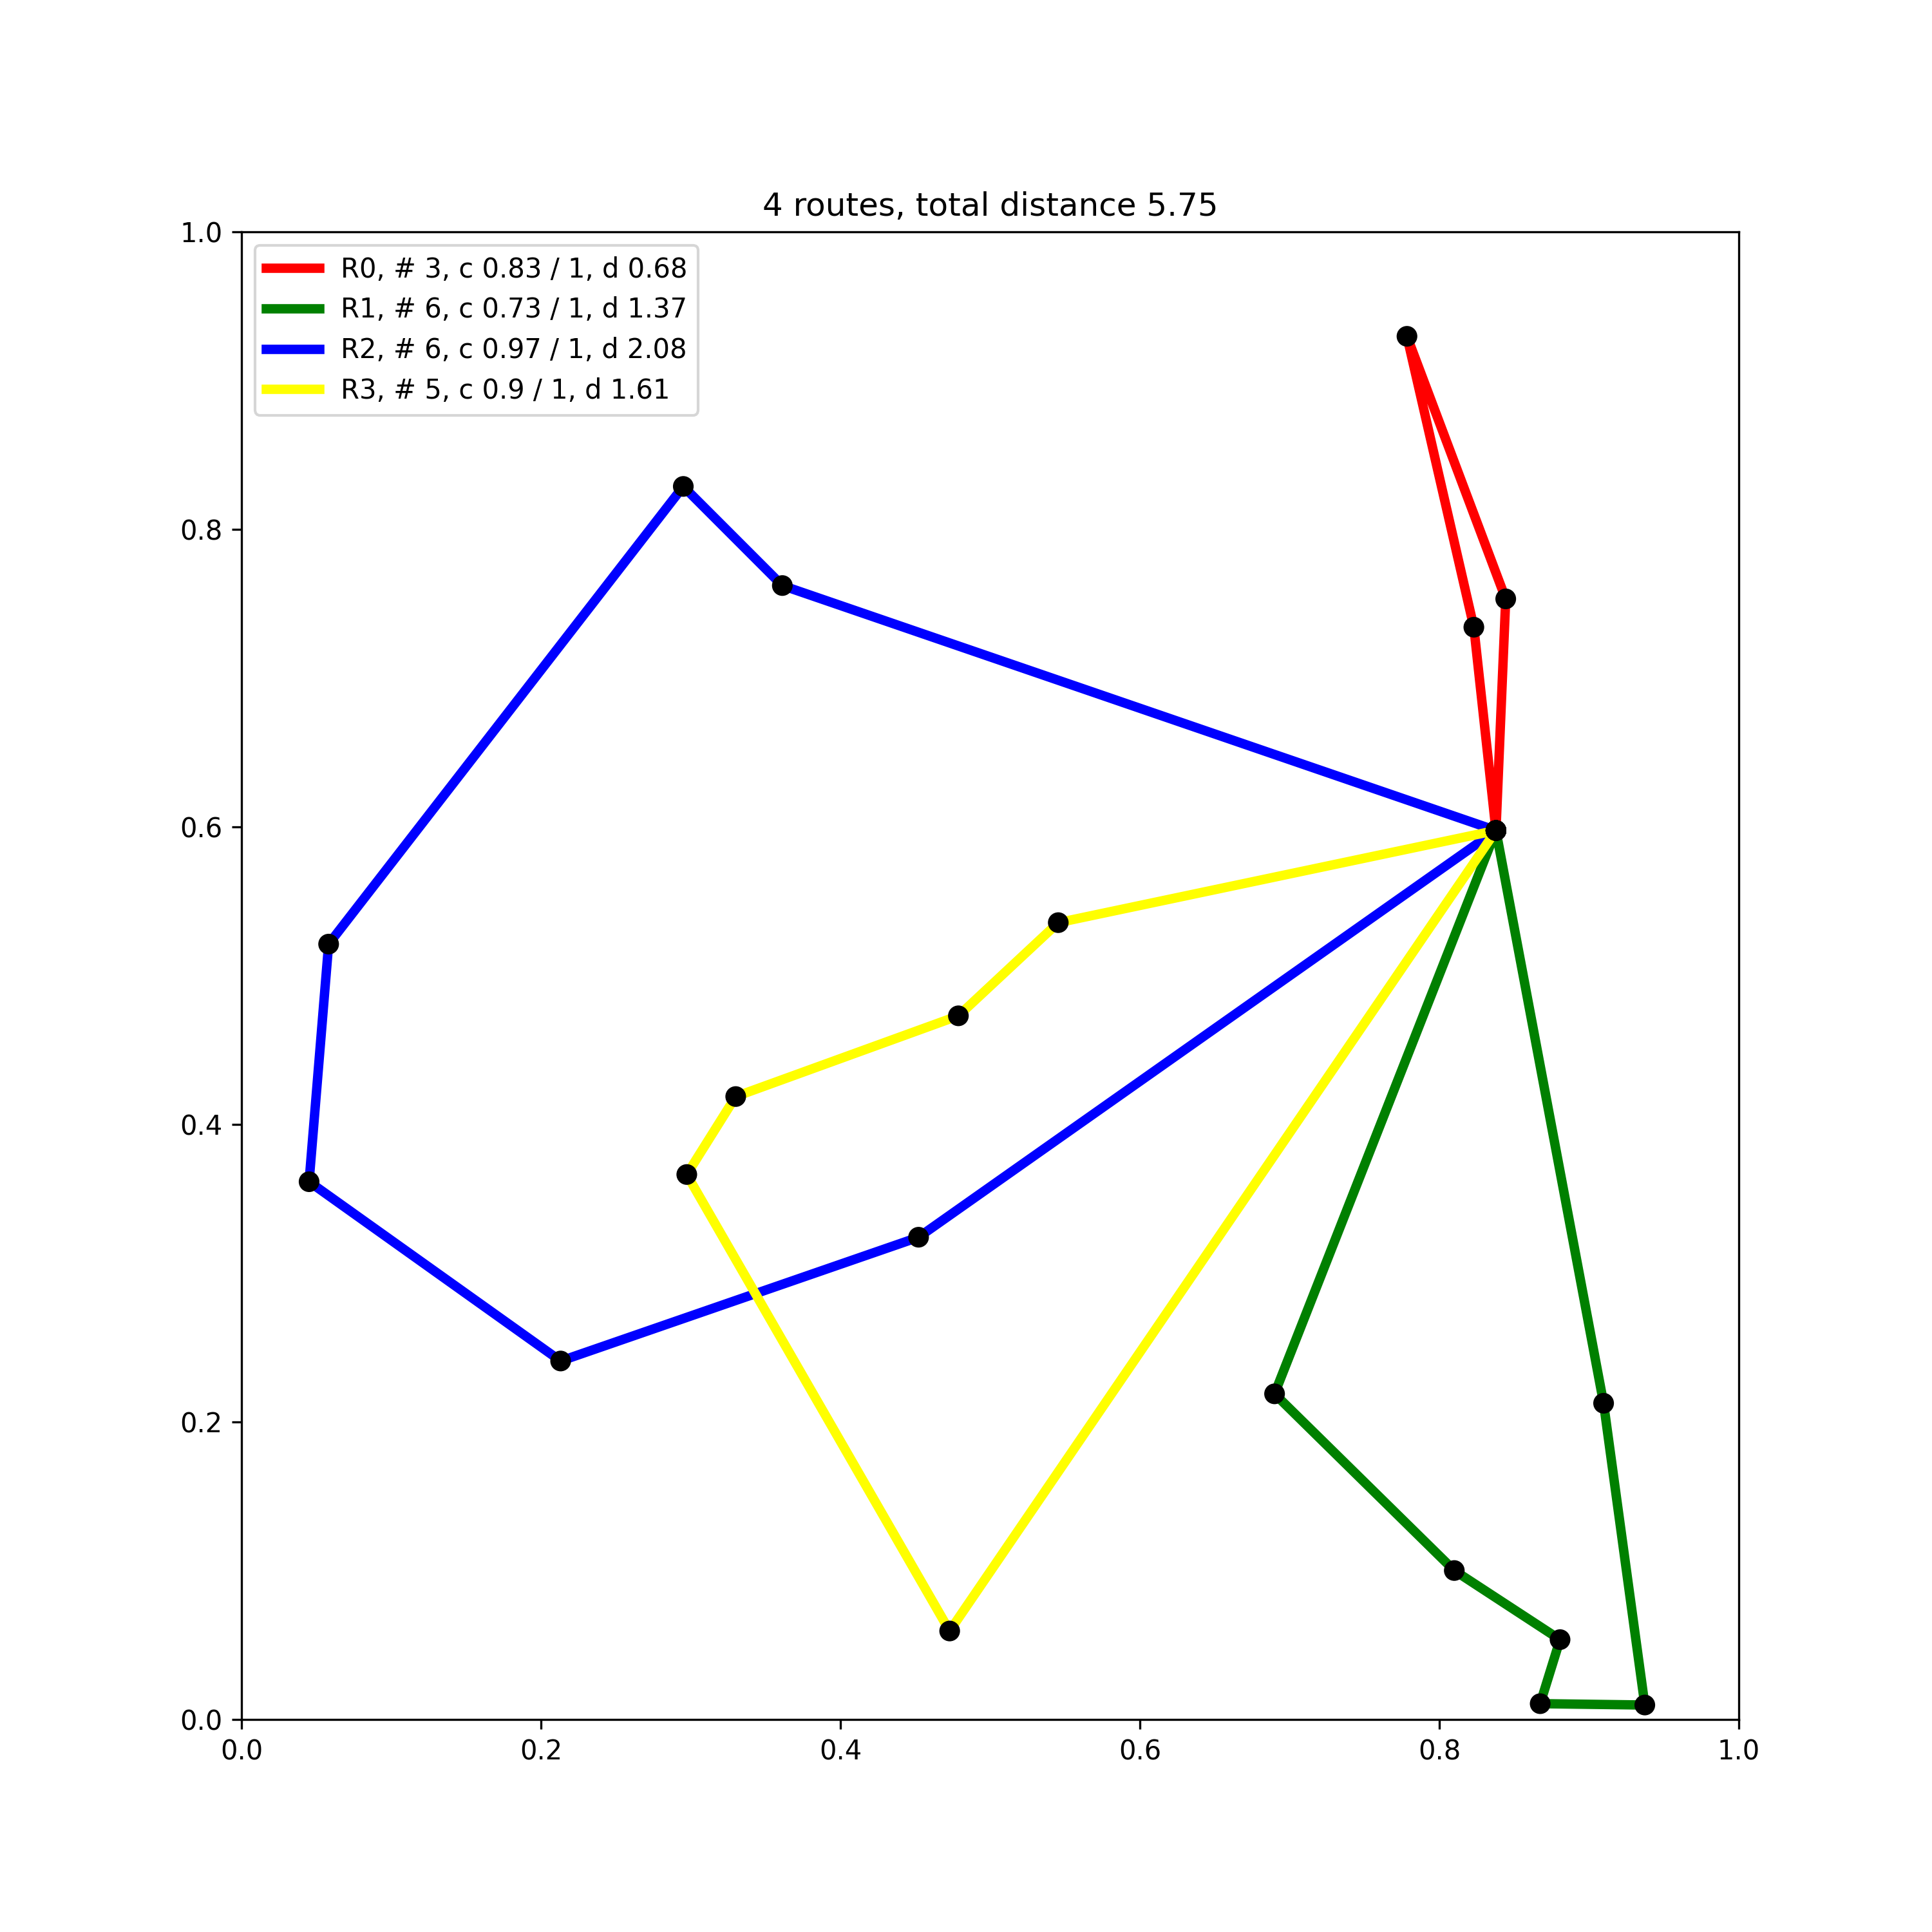 4 routes, total distance 5.75
1.0
R0, # 3, c 0.83 / 1, d 0.68
R1, # 6, c 0.73 / 1, d 1.37
R2, # 6, c 0.97 / 1, d 2.08
R3, # 5, c 0.9 / 1, d 1.61
0.8
0.6
0.4
0.2
0.0
0.0 0.2 0.4 0.6 0.8 1.0